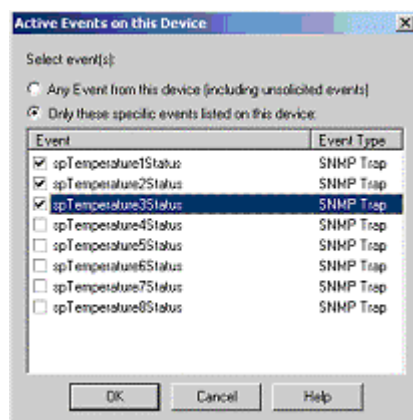 Active Events on this Device
Select event(s):
Any Event from this device (including unsolicited events)
Only these specific events listed on this device:
Event Event Type
spTemperature1Status SNMP Trap
spTemperature2Status SNMP Trap
spTemperature3Status SNMP Trap
spTemperature4Status SNMP Trap
spTemperature5Status SNMP Trap
spTemperature6Status SNMP Trap
spTemperature7Status SNMP Trap
spTemperature8Status SNMP Trap
OK Cancel Help